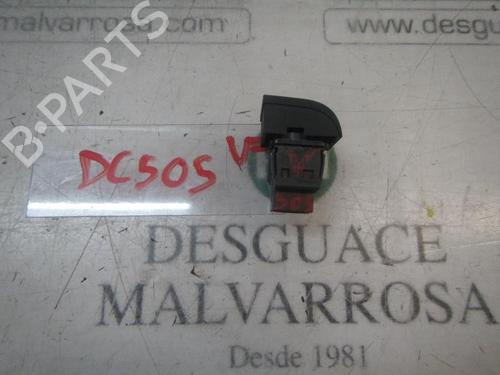 malvarrosa.com
www.desgu
B-PARTS
DC505
VF
V
505
DESGUACE
MALVARROSA
Desde 1981